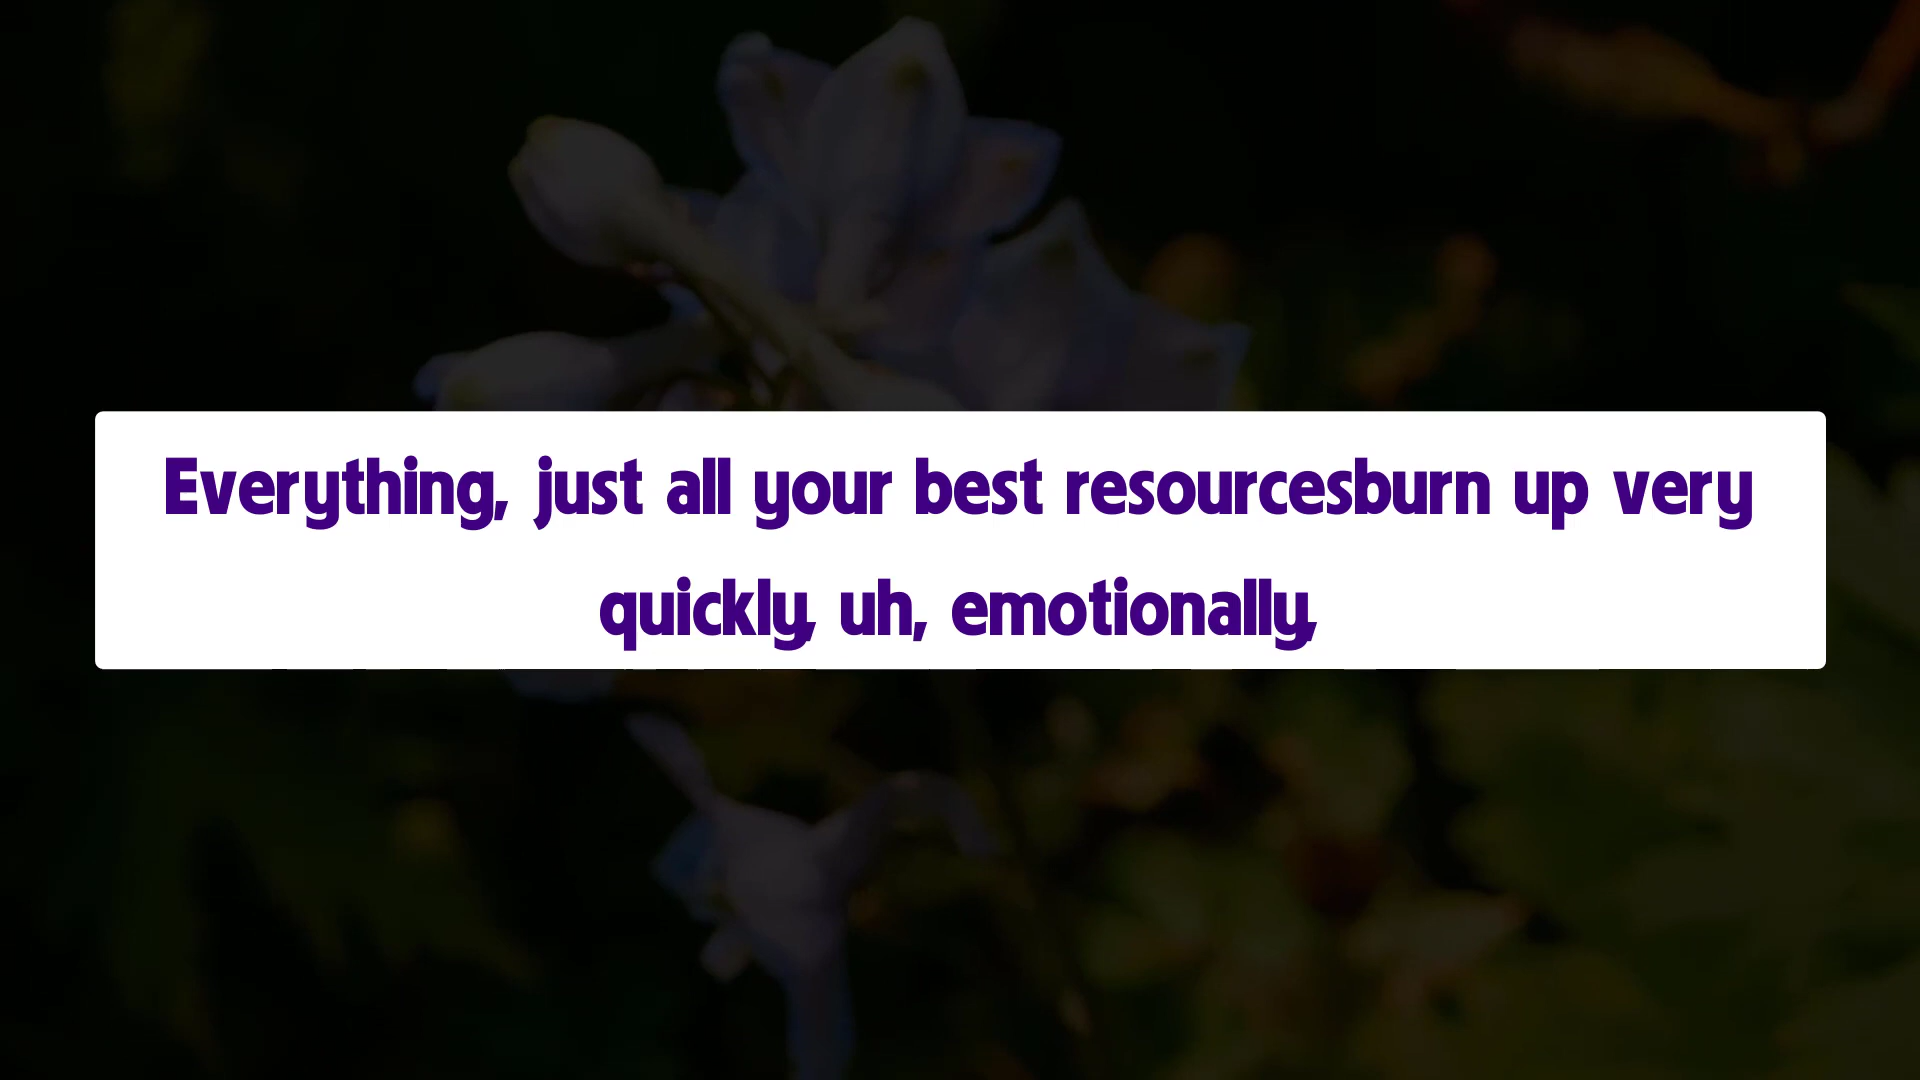 Everything, just all your best resourcesburn up very
quickly, uh, emotionally,